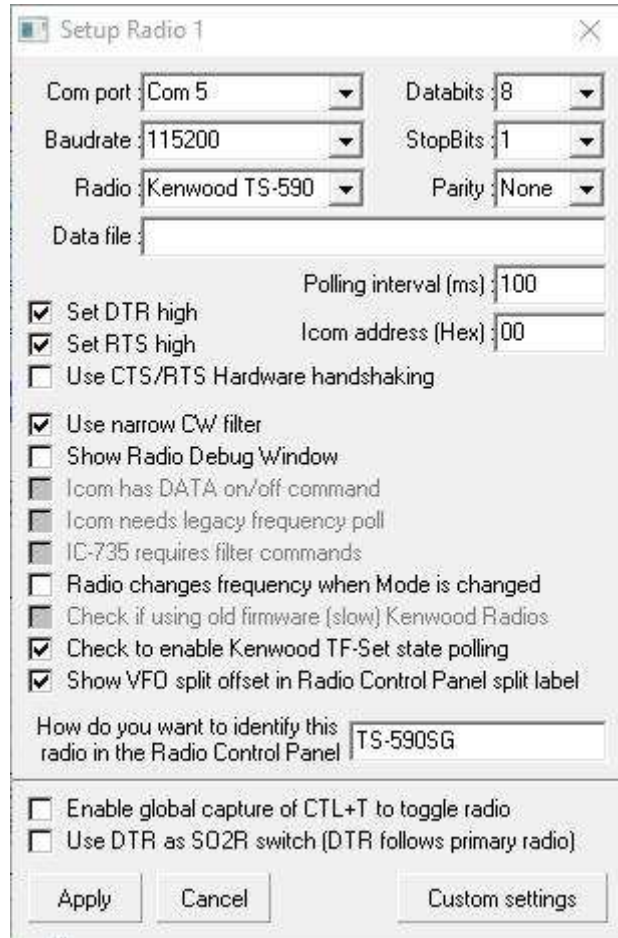 Setup Radio 1
Com port : Com 5 Databits : 8
Baudrate : 115200 StopBits : 1
Radio : Kenwood TS-590 Parity : None
Data file :
Polling interval (ms) : 100
Set DTR high
Icom address (Hex) : 00
Set RTS high
Use CTS/RTS Hardware handshaking
Use narrow CW filter
Show Radio Debug Window
Icom has DATA on/off command
Icom needs legacy frequency poll
IC-735 requires filter commands
Radio changes frequency when Mode is changed
Check if using old firmware (slow) Kenwood Radios
Check to enable Kenwood TF-Set state polling
Show VFO split offset in Radio Control Panel split label
How do you want to identify this
radio in the Radio Control Panel TS-590SG
Enable global capture of CTL+T to toggle radio
Use DTR as SO2R switch (DTR follows primary radio)
Apply Cancel Custom settings